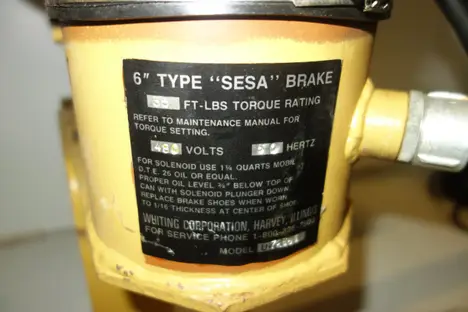 6" TYPE "SESA" BRAKE
FT-LBS TORQUE RATING
REFER TO MAINTENANCE MANUAL FOR
TORQUE SETTING.
480 VOLTS HERTZ
FOR SOLENOID USE 1¼ QUARTS MOBIL
D.T.E. 25 OIL OR EQUAL.
PROPER OIL LEVEL BELOW TOP OF
CAN WITH SOLENOID PLUNGER DOWN.
REPLACE BRAKE SHOES WHEN WORN
TO 1/16 THICKNESS AT CENTER OF SHOE.
WHITING CORPORATION, HARVEY, ILLINOIS
FOR SERVICE PHONE 1-800-
MODEL